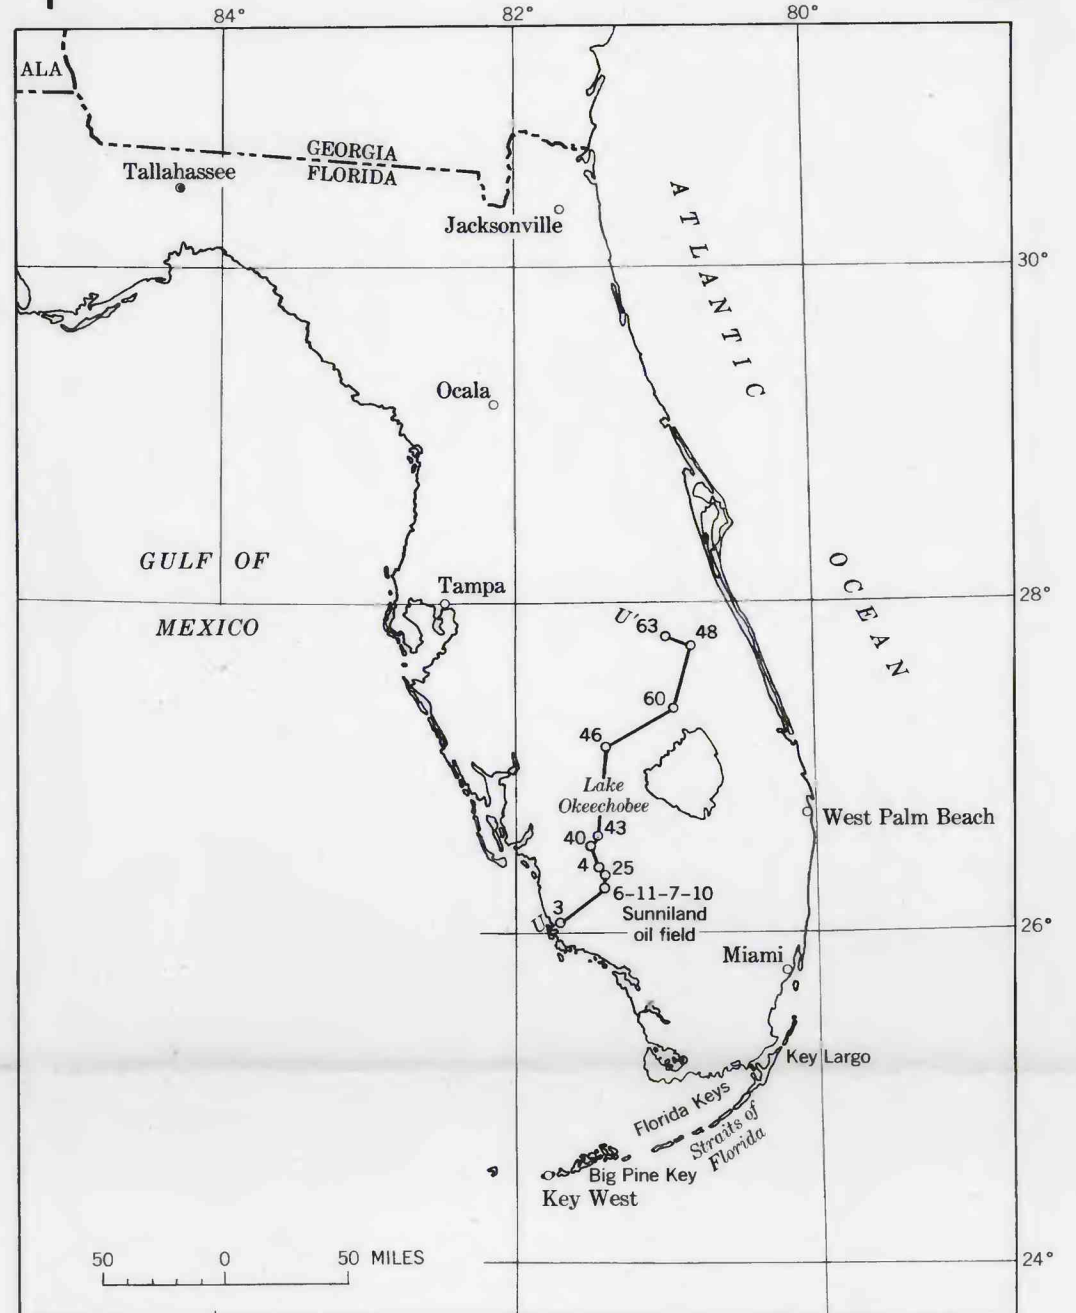 84°
82°
80°
ALA
GEORGIA
FLORIDA
Tallahassee
Jacksonville
ATLANTIC
30°
Ocala
GULF OF
MEXICO
OCEAN
Tampa
28°
U' 63
48
60
46
Lake
Okeechobee
West Palm Beach
43
40
4
25
6-11-7-10
3
U
Sunniland
oil field
26°
Miami
Key Largo
Florida Keys
Straits of
Florida
Big Pine Key
Key West
50 0 50 MILES
24°